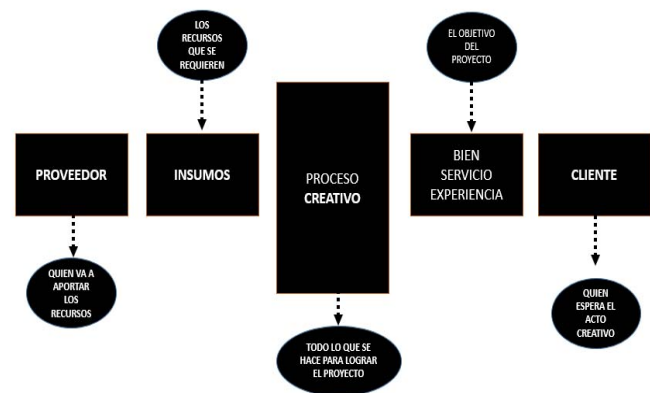 LOS
RECURSOS
QUE SE
REQUIEREN
EL OBJETIVO
DEL
PROYECTO
PROVEEDOR
INSUMOS
PROCESO
CREATIVO
BIEN
SERVICIO
EXPERIENCIA
CLIENTE
QUIEN VA A
APORTAR
LOS
RECURSOS
TODO LO QUE SE
HACE PARA LOGRAR
EL PROYECTO
QUIEN
ESPERA EL
ACTO
CREATIVO